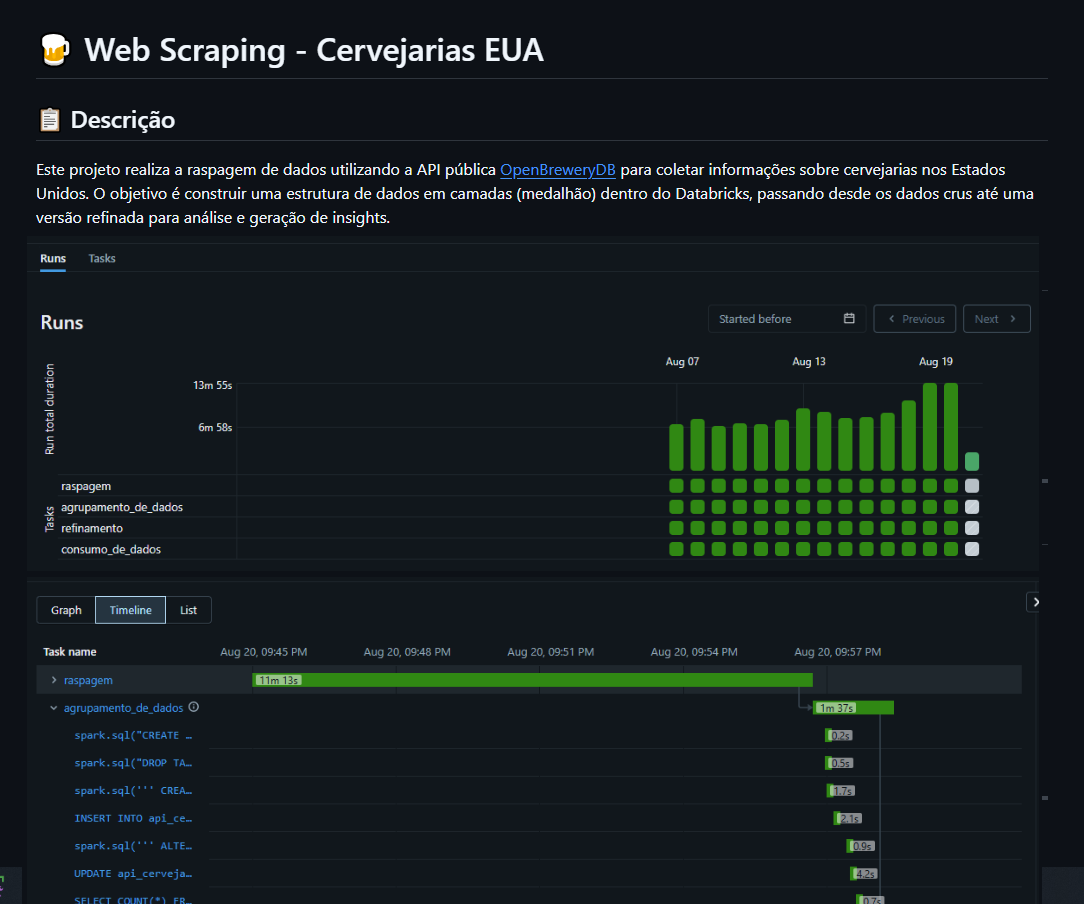 🍺 Web Scraping - Cervejarias EUA
📋 Descrição
Este projeto realiza a raspagem de dados utilizando a API pública OpenBreweryDB para coletar informações sobre cervejarias nos Estados
Unidos. O objetivo é construir uma estrutura de dados em camadas (medalhão) dentro do Databricks, passando desde os dados crus até uma
versão refinada para análise e geração de insights.
Runs Tasks
Runs
Started before
Previous
Next
Aug 07 Aug 13 Aug 19
Run total duration
13m 55s
6m 58s
Tasks
raspagem
agrupamento_de_dados
refinamento
consumo_de_dados
Graph Timeline List
Task name Aug 20, 09:45 PM Aug 20, 09:48 PM Aug 20, 09:51 PM Aug 20, 09:54 PM Aug 20, 09:57 PM
raspagem 11m 13s
agrupamento_de_dados 1m 37s
spark.sql("CREATE … 0.2s
spark.sql("DROP TA… 0.5s
spark.sql(''' CREA… 1.7s
INSERT INTO api_ce… 2.1s
spark.sql(''' ALTE… 0.9s
UPDATE api_cerveja… 4.2s
SELECT COUNT(*) FR… 0.7s